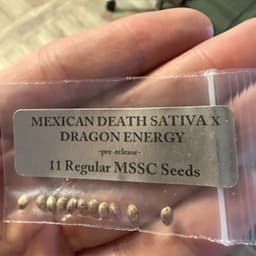 MEXICAN DEATH SATIVA X
DRAGON ENERGY
-pre-release-
11 Regular MSSC Seeds